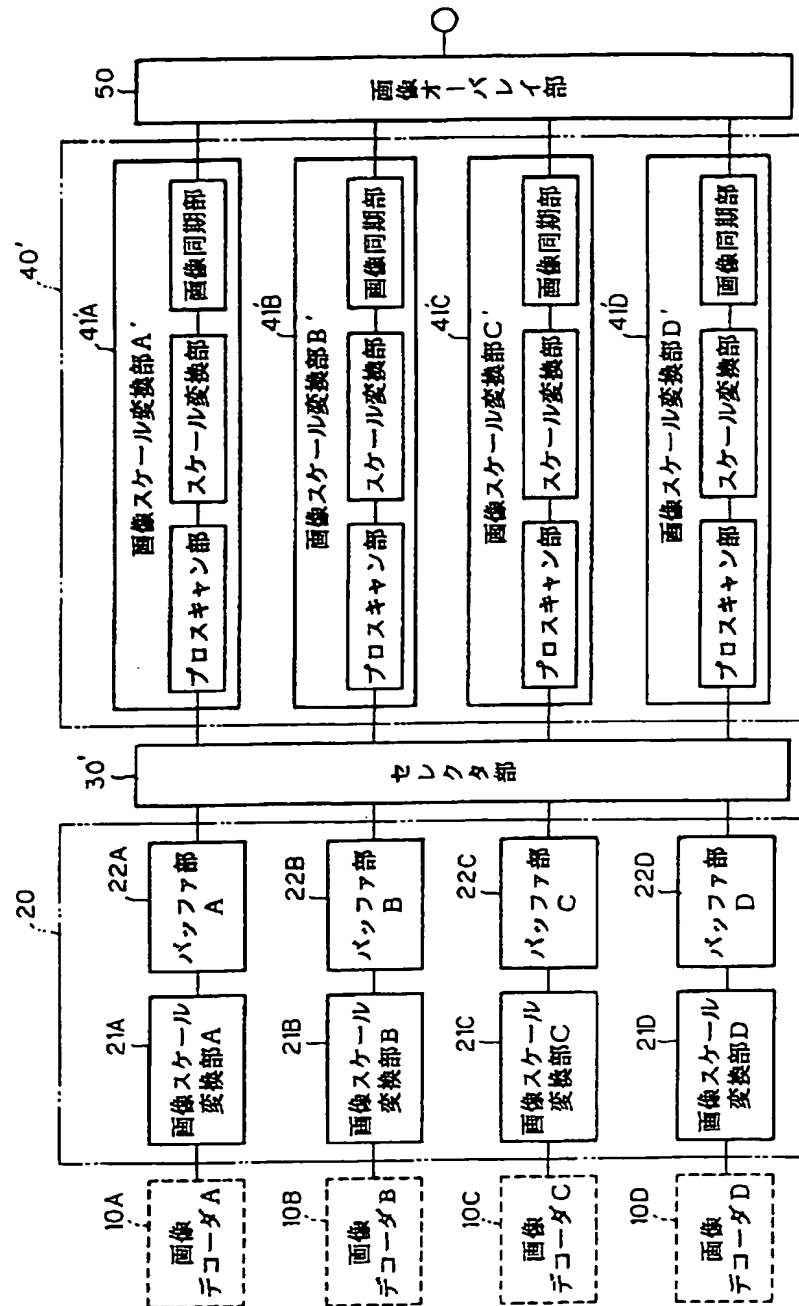 10A
画像
デコーダA
10B
画像
デコーダB
10C
画像
デコーダC
10D
画像
デコーダD
20
21A
画像スケール
変換部A
22A
バッファ部
A
21B
画像スケール
変換部B
22B
バッファ部
B
21C
画像スケール
変換部C
22C
バッファ部
C
21D
画像スケール
変換部D
22D
バッファ部
D
30'
セレクタ部
40'
41'A
画像スケール変換部A'
プロスキャン部
スケール変換部
画像同期部
41'B
画像スケール変換部B'
プロスキャン部
スケール変換部
画像同期部
41'C
画像スケール変換部C'
プロスキャン部
スケール変換部
画像同期部
41'D
画像スケール変換部D'
プロスキャン部
スケール変換部
画像同期部
50
画像オーバレイ部